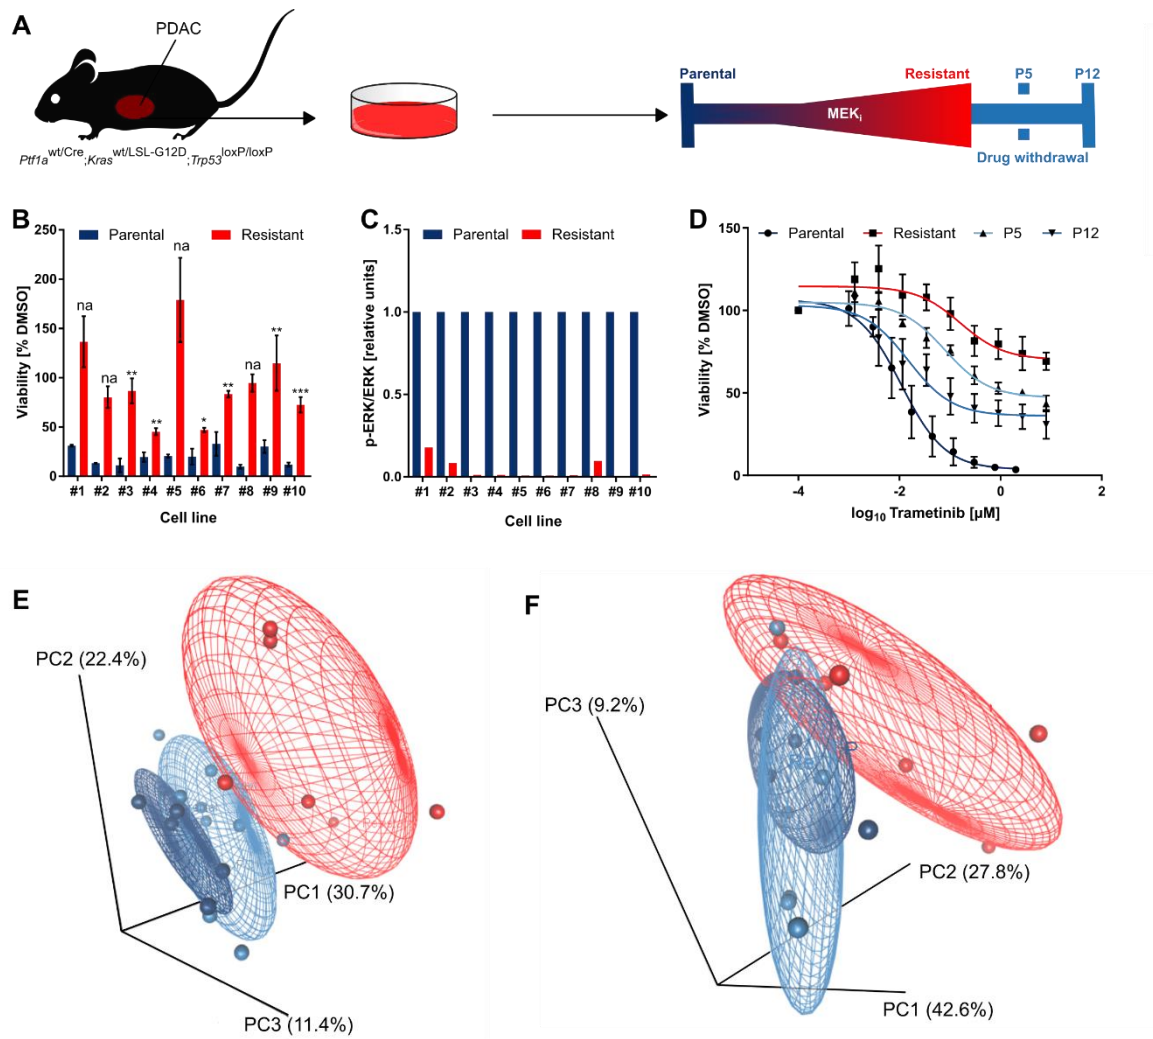 A
PDAC
Ptf1a wt/Cre;Kras wt/LSL-G12D;Trp53 loxP/loxP
Parental
Resistant
P5
P12
MEKi
Drug withdrawal
B
Parental
Resistant
Viability [% DMSO]
250
200
150
100
50
0
na
na
**
**
na
*
**
na
**
***
#1 #2 #3 #4 #5 #6 #7 #8 #9 #10
Cell line
C
Parental
Resistant
p-ERK/ERK [relative units]
1.5
1.0
0.5
0.0
#1 #2 #3 #4 #5 #6 #7 #8 #9 #10
Cell line
D
Parental Resistant P5 P12
Viability [% DMSO]
150
100
50
0
-4 -2 0 2
log10 Trametinib [µM]
E
PC2 (22.4%)
PC1 (30.7%)
PC3 (11.4%)
F
PC3 (9.2%)
PC2 (27.8%)
PC1 (42.6%)